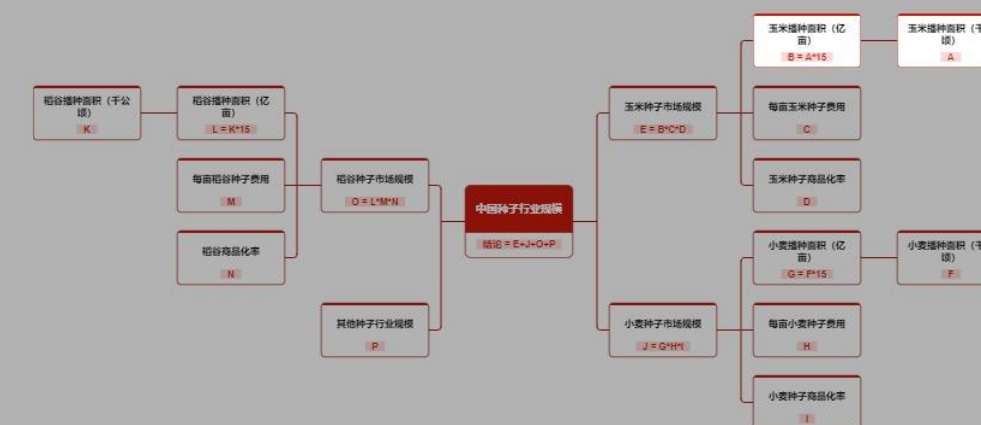 玉米播种面积（亿
亩）
B = A*15
玉米播种面积（千
顷）
A
稻谷播种面积（千公
顷）
K
稻谷播种面积（亿
亩）
L = K*15
玉米种子市场规模
E = B*C*D
每亩玉米种子费用
C
每亩稻谷种子费用
M
稻谷种子市场规模
O = L*M*N
中国种子行业规模
结论 = E+J+O+P
玉米种子商品化率
D
稻谷商品化率
N
小麦播种面积（亿
亩）
G = F*15
小麦播种面积（千
顷）
F
其他种子行业规模
P
小麦种子市场规模
J = G*H*I
每亩小麦种子费用
H
小麦种子商品化率
I